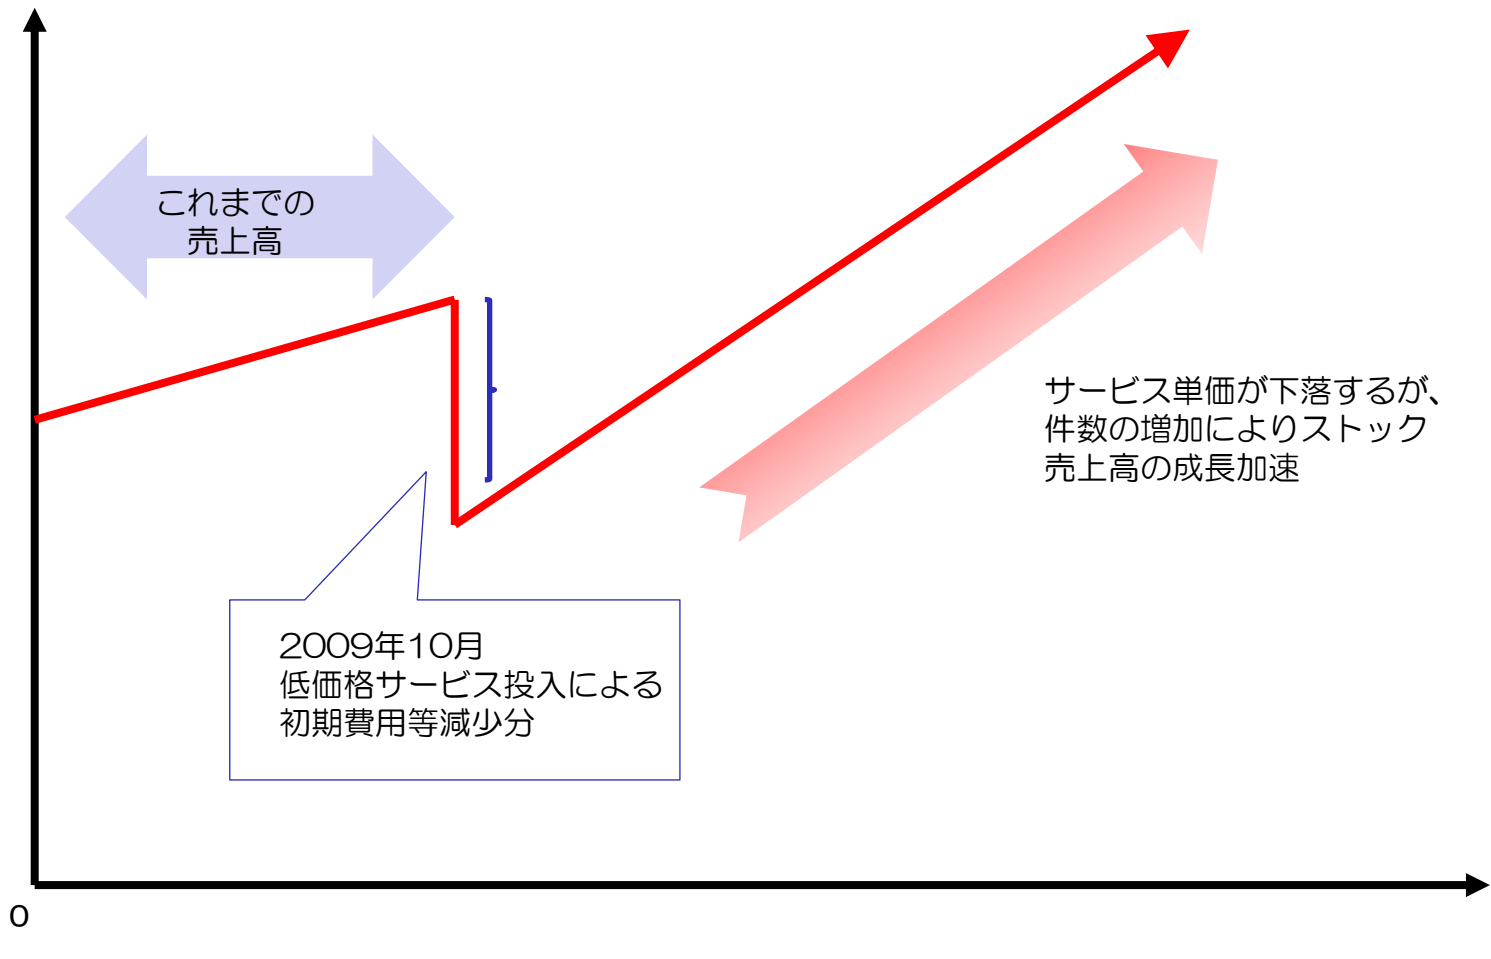 これまでの
売上高
サービス単価が下落するが、
件数の増加によりストック
売上高の成長加速
2009年10月
低価格サービス投入による
初期費用等減少分
0